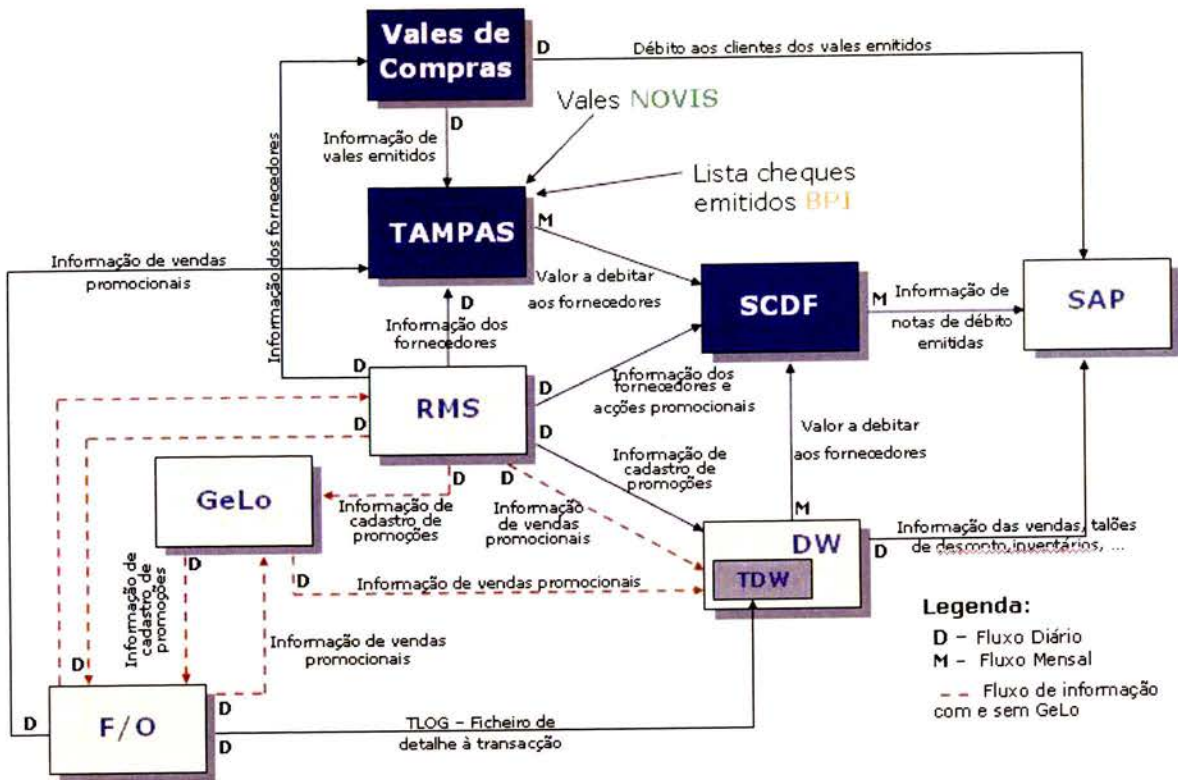 Vales de
Compras
D
Débito aos clientes dos vales emitidos
D
Informação de
vales emitidos
Vales NOVIS
Lista cheques
emitidos BPI
Informação dos fornecedores
TAMPAS
M
Informação de vendas
promocionais
Valor a debitar
aos fornecedores
SCDF
M
Informação de
notas de débito
emitidas
SAP
D
Informação dos
fornecedores
D
RMS
D
Informação dos
fornecedores e
acções promocionais
D
D
Valor a debitar
aos fornecedores
Informação de
cadastro de
promoções
D
D
GeLo
Informação de
cadastro de
promoções
Informação
de vendas
promocionais
M
DW
TDW
D
Informação das vendas, talões
de desconto,inventários, ...
D
D
Informação de vendas promocionais
Informação de
cadastro de
promoções
Informação de vendas
promocionais
D
Legenda:
D – Fluxo Diário
M – Fluxo Mensal
Fluxo de informação
com e sem GeLo
D
F/O
D
D
TLOG – Ficheiro de
detalhe à transacção